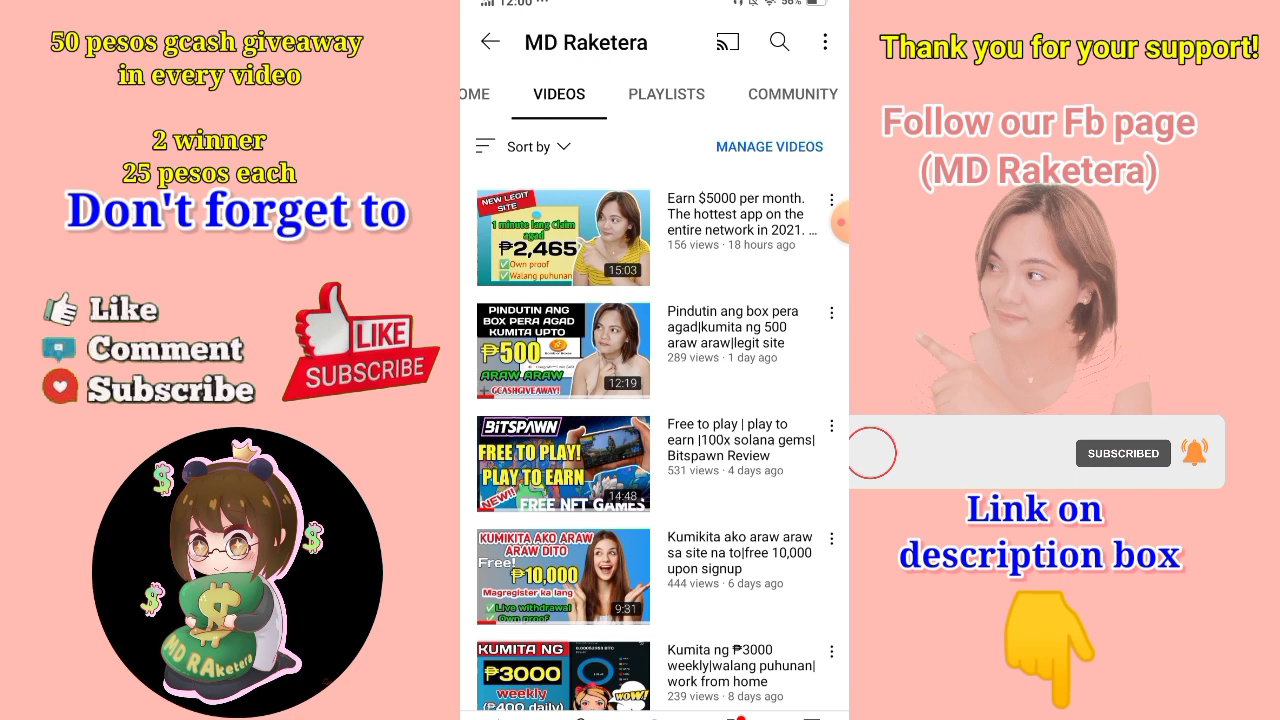 50 pesos gcash giveaway
in every video
2 winner
25 pesos each
Don't forget to
Like
Comment
Subscribe
LIKE
SUBSCRIBE
MD RAketera
12:00
56%
MD Raketera
OME
VIDEOS
PLAYLISTS
COMMUNITY
Sort by
MANAGE VIDEOS
NEW LEGIT
SITE
1 minute lang Claim
agad
₱2,465
Own proof
Walang puhunan
15:03
Earn $5000 per month.
The hottest app on the
entire network in 2021. ...
156 views · 18 hours ago
PINDUTIN ANG
BOX PERA AGAD
KUMITA UPTO
₱500
ARAW ARAW
GCASHGIVEAWAY!
12:19
Pindutin ang box pera
agad|kumita ng 500
araw araw|legit site
289 views · 1 day ago
BITSPAWN
FREE TO PLAY!
PLAY TO EARN
NEW!!
FREE NFT GAMES
14:48
Free to play | play to
earn |100x solana gems|
Bitspawn Review
531 views · 4 days ago
KUMIKITA AKO ARAW
ARAW DITO
Free!
₱10,000
Magregister ka lang
Live withdrawal
Own proof
9:31
Kumikita ako araw araw
sa site na to|free 10,000
upon signup
444 views · 6 days ago
KUMITA NG
₱3000
weekly
(₱400 daily)
WOW!
Kumita ng ₱3000
weekly|walang puhunan|
work from home
239 views · 8 days ago
Thank you for your support!
Follow our Fb page
(MD Raketera)
SUBSCRIBED
Link on
description box